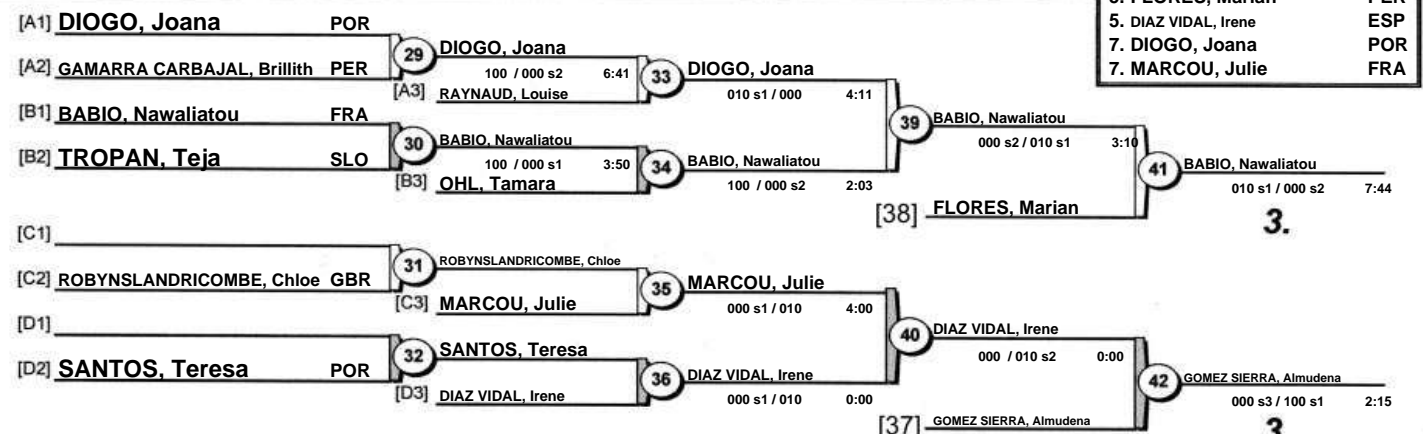 5. FLORES, Marian PER
5. DIAZ VIDAL, Irene ESP
7. DIOGO, Joana POR
7. MARCOU, Julie FRA
[A1] DIOGO, Joana POR
[A2] GAMARRA CARBAJAL, Brillith PER
29 DIOGO, Joana
100 / 000 s2 6:41
[A3] RAYNAUD, Louise
33 DIOGO, Joana
010 s1 / 000 4:11
[B1] BABIO, Nawaliatou FRA
[B2] TROPAN, Teja SLO
30 BABIO, Nawaliatou
100 / 000 s1 3:50
[B3] OHL, Tamara
34 BABIO, Nawaliatou
100 / 000 s2 2:03
39 BABIO, Nawaliatou
000 s2 / 010 s1 3:10
[38] FLORES, Marian
41 BABIO, Nawaliatou
010 s1 / 000 s2 7:44
3.
[C1]
[C2] ROBYNSLANDRICOMBE, Chloe GBR
31 ROBYNSLANDRICOMBE, Chloe
[C3] MARCOU, Julie
35 MARCOU, Julie
000 s1 / 010 4:00
[D1]
[D2] SANTOS, Teresa POR
32 SANTOS, Teresa
[D3] DIAZ VIDAL, Irene
36 DIAZ VIDAL, Irene
000 s1 / 010 0:00
40 DIAZ VIDAL, Irene
000 / 010 s2 0:00
[37] GOMEZ SIERRA, Almudena
42 GOMEZ SIERRA, Almudena
000 s3 / 100 s1 2:15
3.